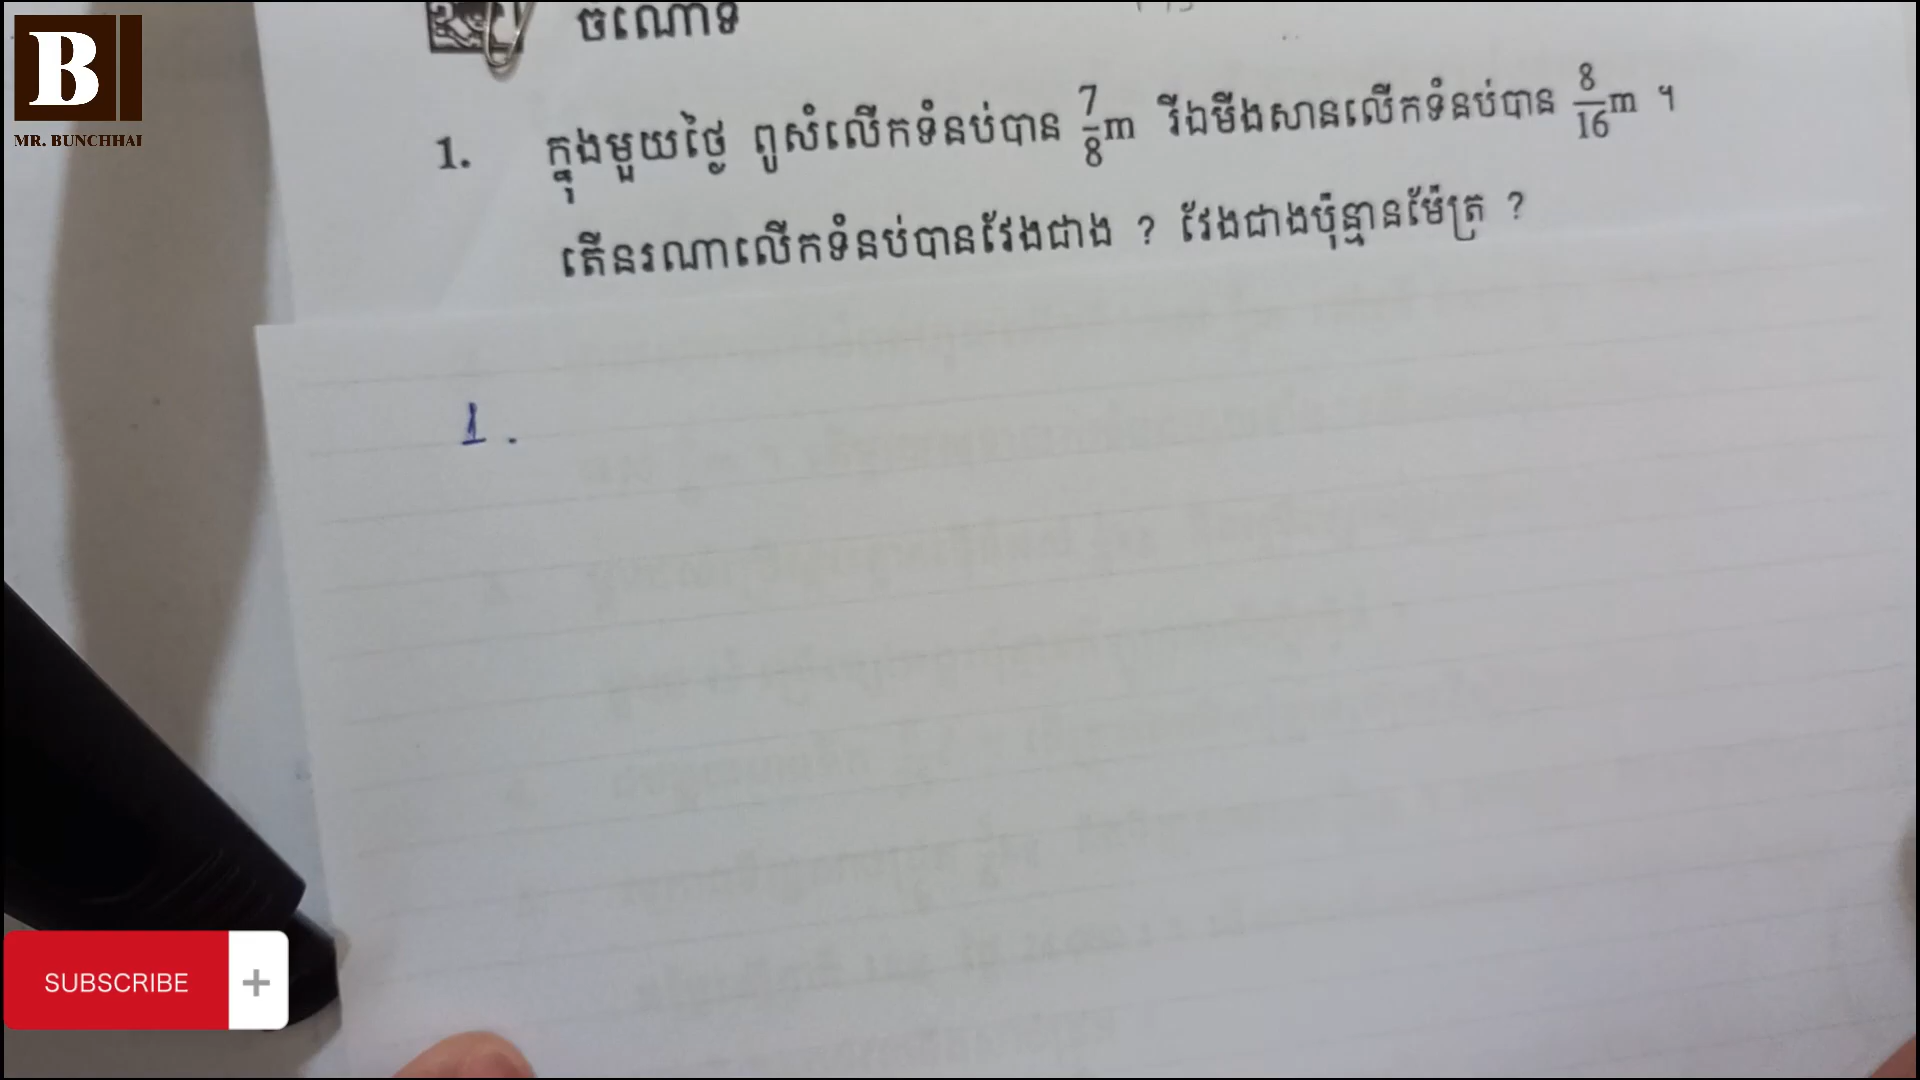 B
MR. BUNCHHAI
ចំណោទ
1. ក្នុងមួយថ្ងៃ ពូសំលើកទំនប់បាន 7/8 m រីឯមីងសានលើកទំនប់បាន 8/16 m ។
តើនរណាលើកទំនប់បានវែងជាង ? វែងជាងប៉ុន្មានម៉ែត្រ ?
1.
SUBSCRIBE +